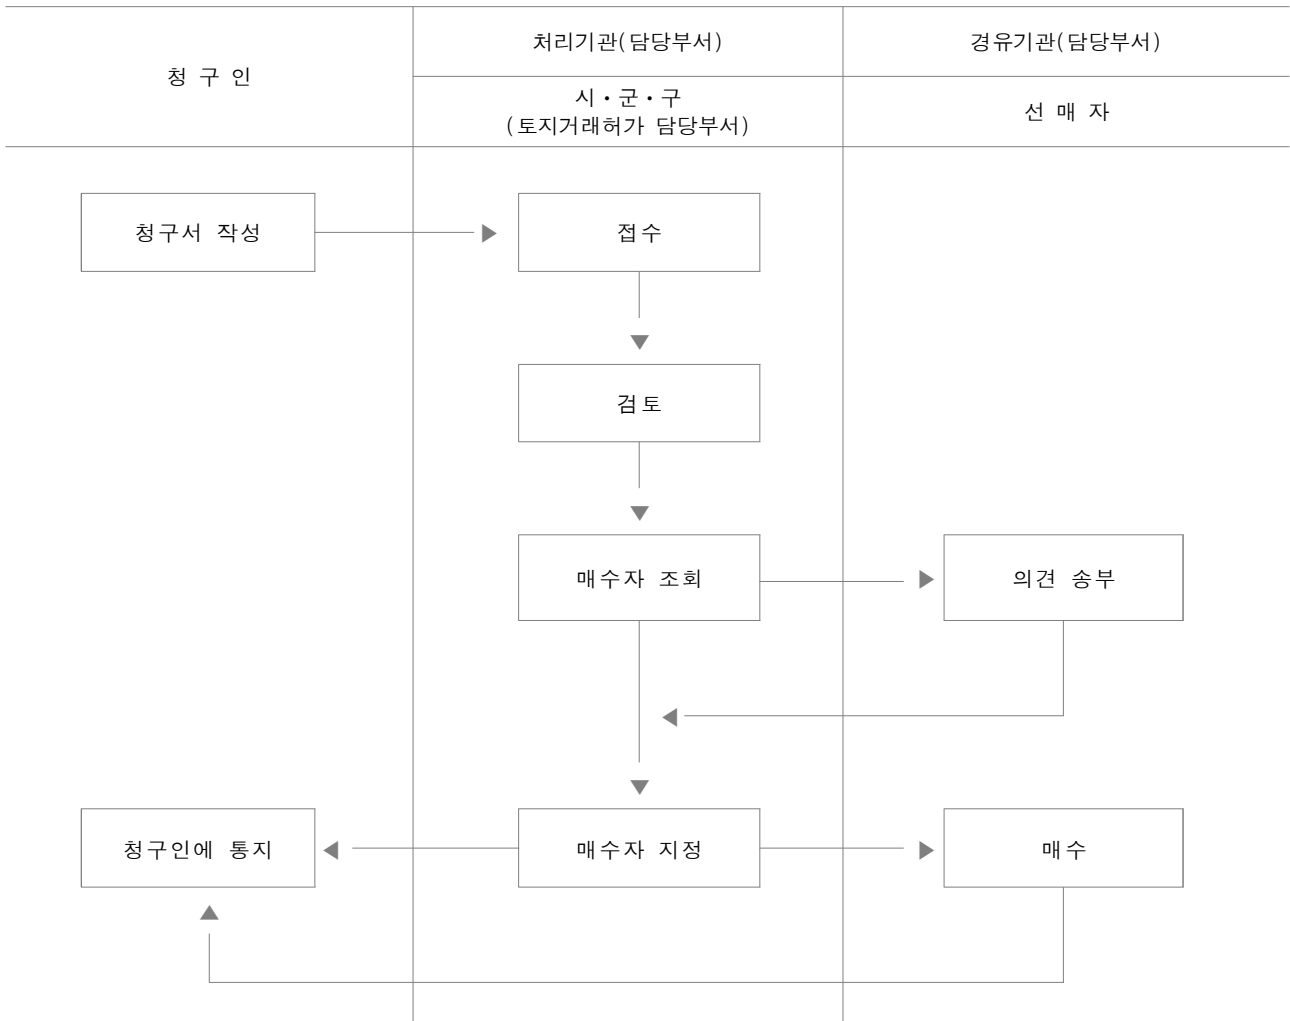 청 구 인
처리기관(담당부서)
경유기관(담당부서)
시・군・구
(토지거래허가 담당부서)
선 매 자
청구서 작성
접수
검토
매수자 조회
의견 송부
청구인에 통지
매수자 지정
매수